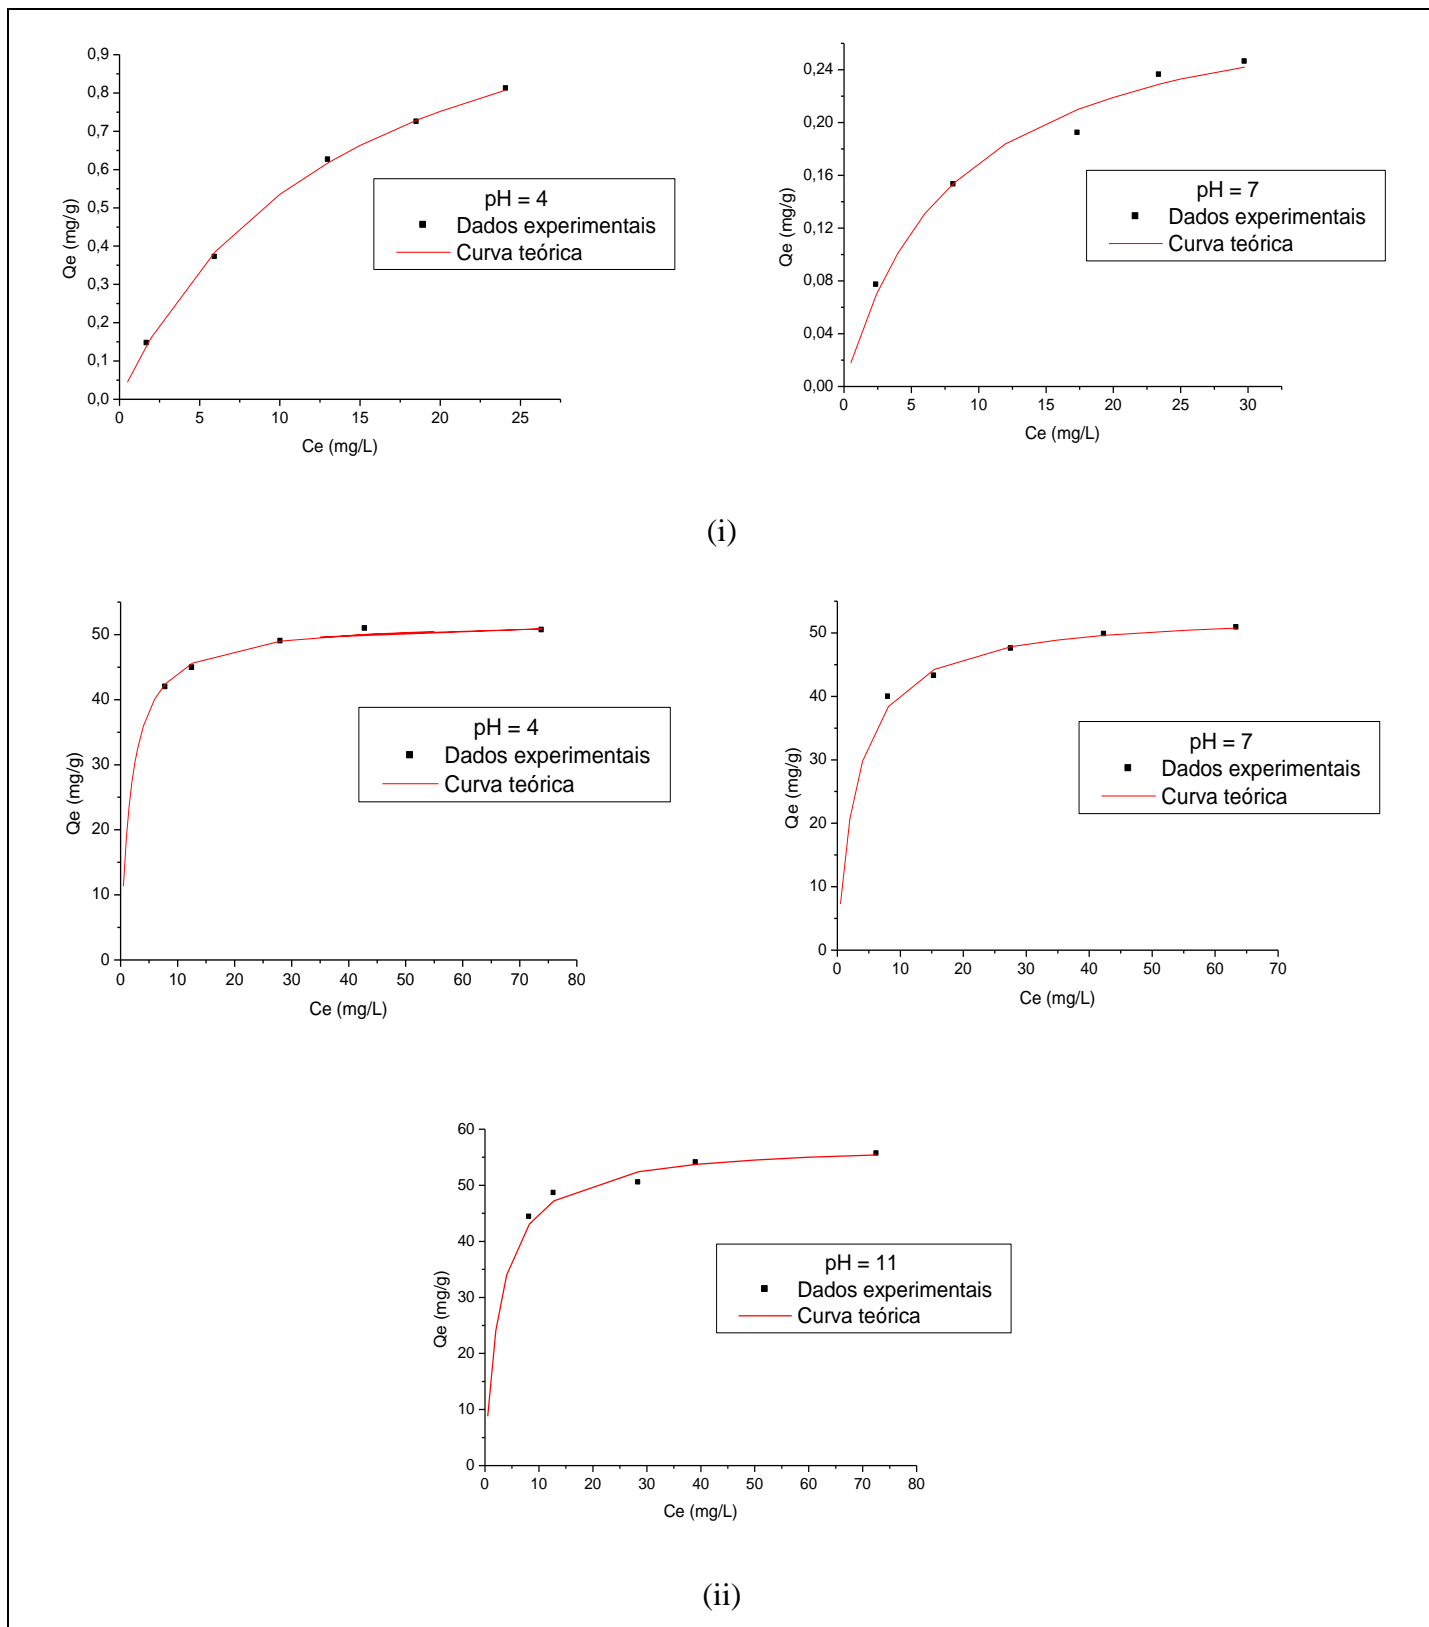 0,9
0,8
0,7
0,6
0,5
0,4
0,3
0,2
0,1
0,0
Qe (mg/g)
0 5 10 15 20 25
Ce (mg/L)
pH = 4
Dados experimentais
Curva teórica
0,24
0,20
0,16
0,12
0,08
0,04
0,00
Qe (mg/g)
0 5 10 15 20 25 30
Ce (mg/L)
pH = 7
Dados experimentais
Curva teórica
(i)
50
40
30
20
10
0
Qe (mg/g)
0 10 20 30 40 50 60 70 80
Ce (mg/L)
pH = 4
Dados experimentais
Curva teórica
50
40
30
20
10
0
Qe (mg/g)
0 10 20 30 40 50 60 70
Ce (mg/L)
pH = 7
Dados experimentais
Curva teórica
60
50
40
30
20
10
0
Qe (mg/g)
0 10 20 30 40 50 60 70 80
Ce (mg/L)
pH = 11
Dados experimentais
Curva teórica
(ii)